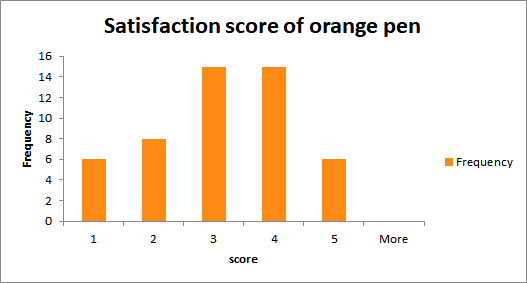 Satisfaction score of orange pen
16
14
12
10
8
6
4
2
0
Frequency
1 2 3 4 5 More
score
Frequency